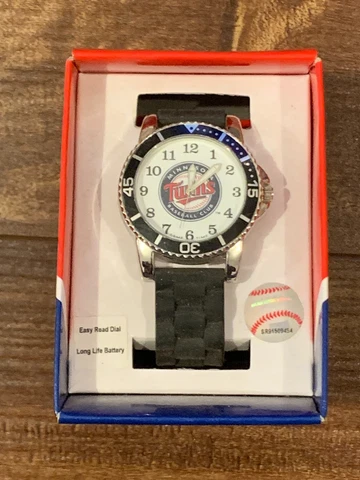 12
11 1
10 2
9 3
8 4
7 5
6
MINNESOTA
Twins
BASEBALL CLUB
TM
45 15
30
Easy Read Dial
Long Life Battery